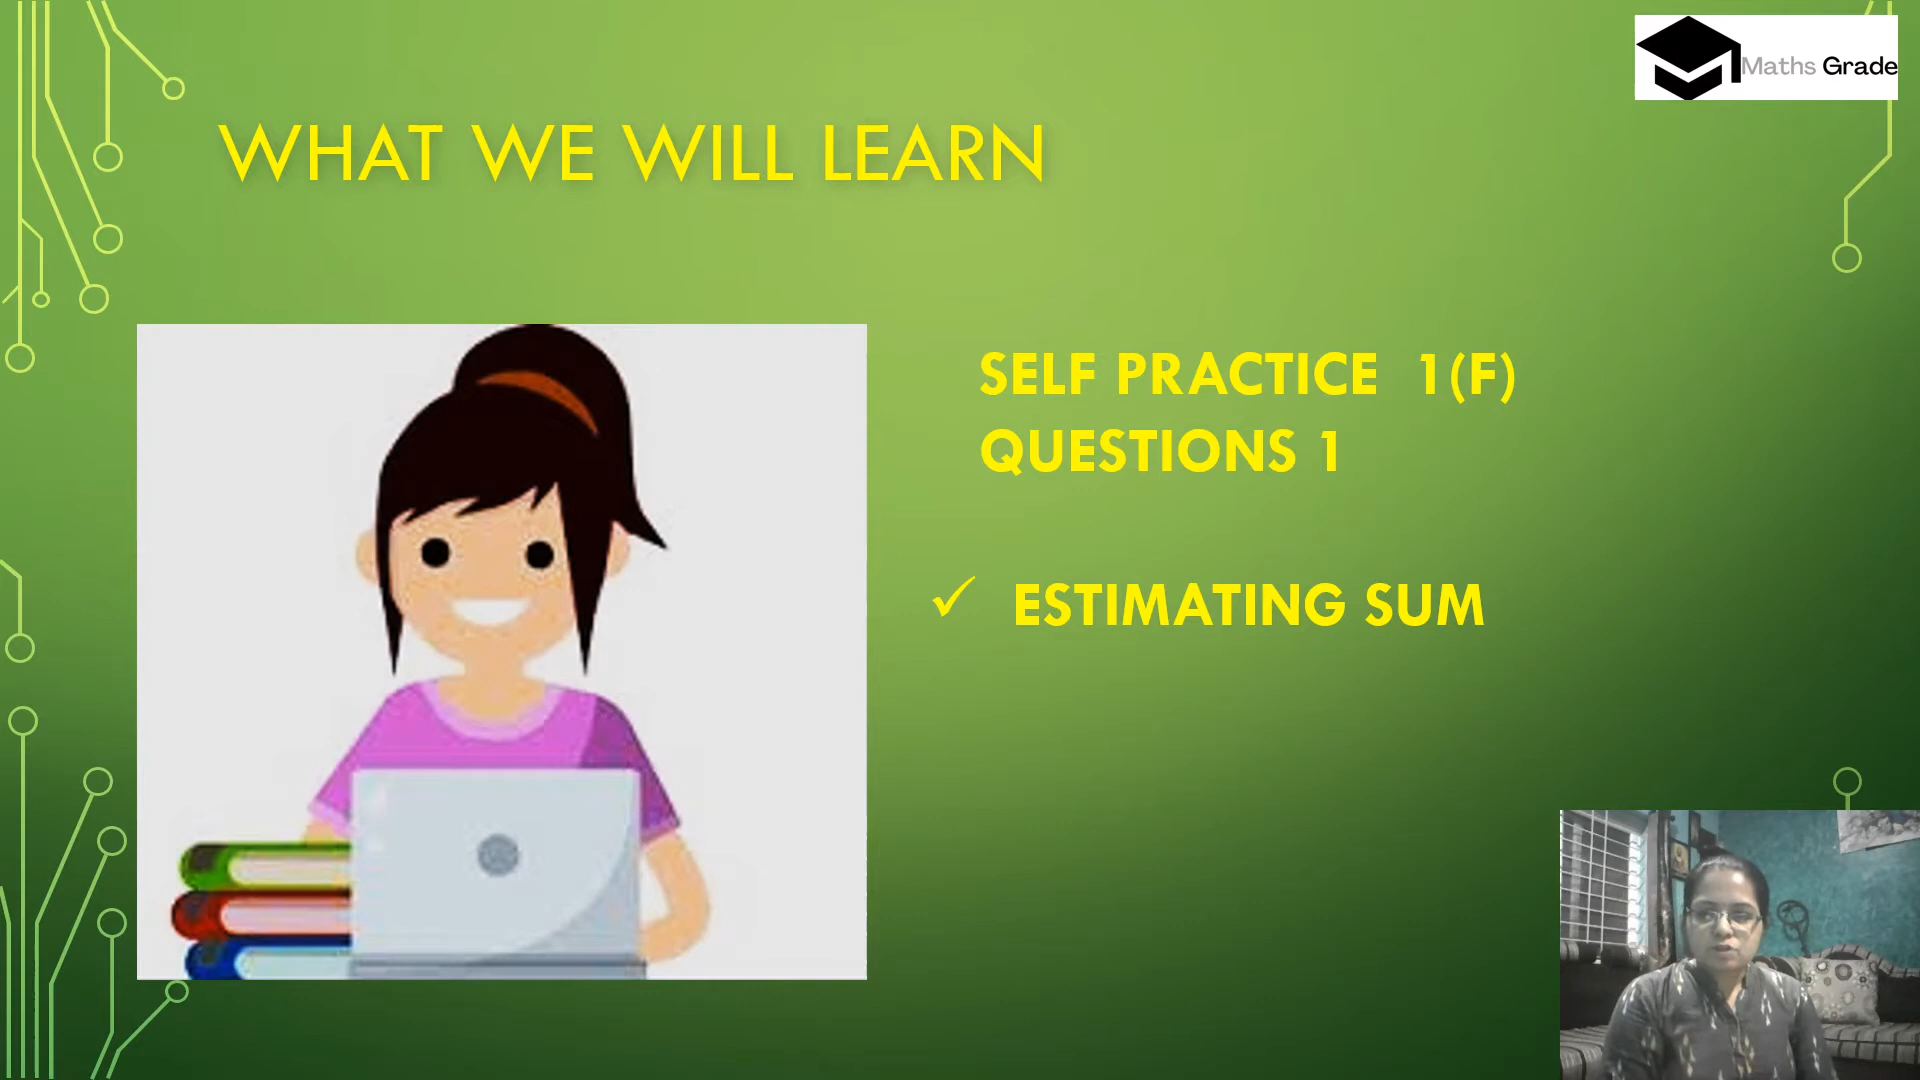 Maths Grade
WHAT WE WILL LEARN
SELF PRACTICE 1(F)
QUESTIONS 1
✓ ESTIMATING SUM